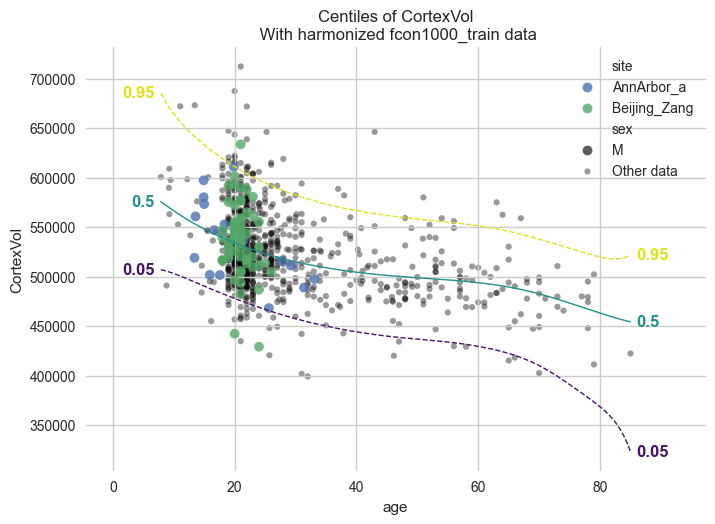 Centiles of CortexVol
With harmonized fcon1000_train data
CortexVol
700000
650000
600000
550000
500000
450000
400000
350000
0.95
0.5
0.05
site
AnnArbor_a
Beijing_Zang
sex
M
Other data
0.95
0.5
0.05
0
20
40
60
80
age